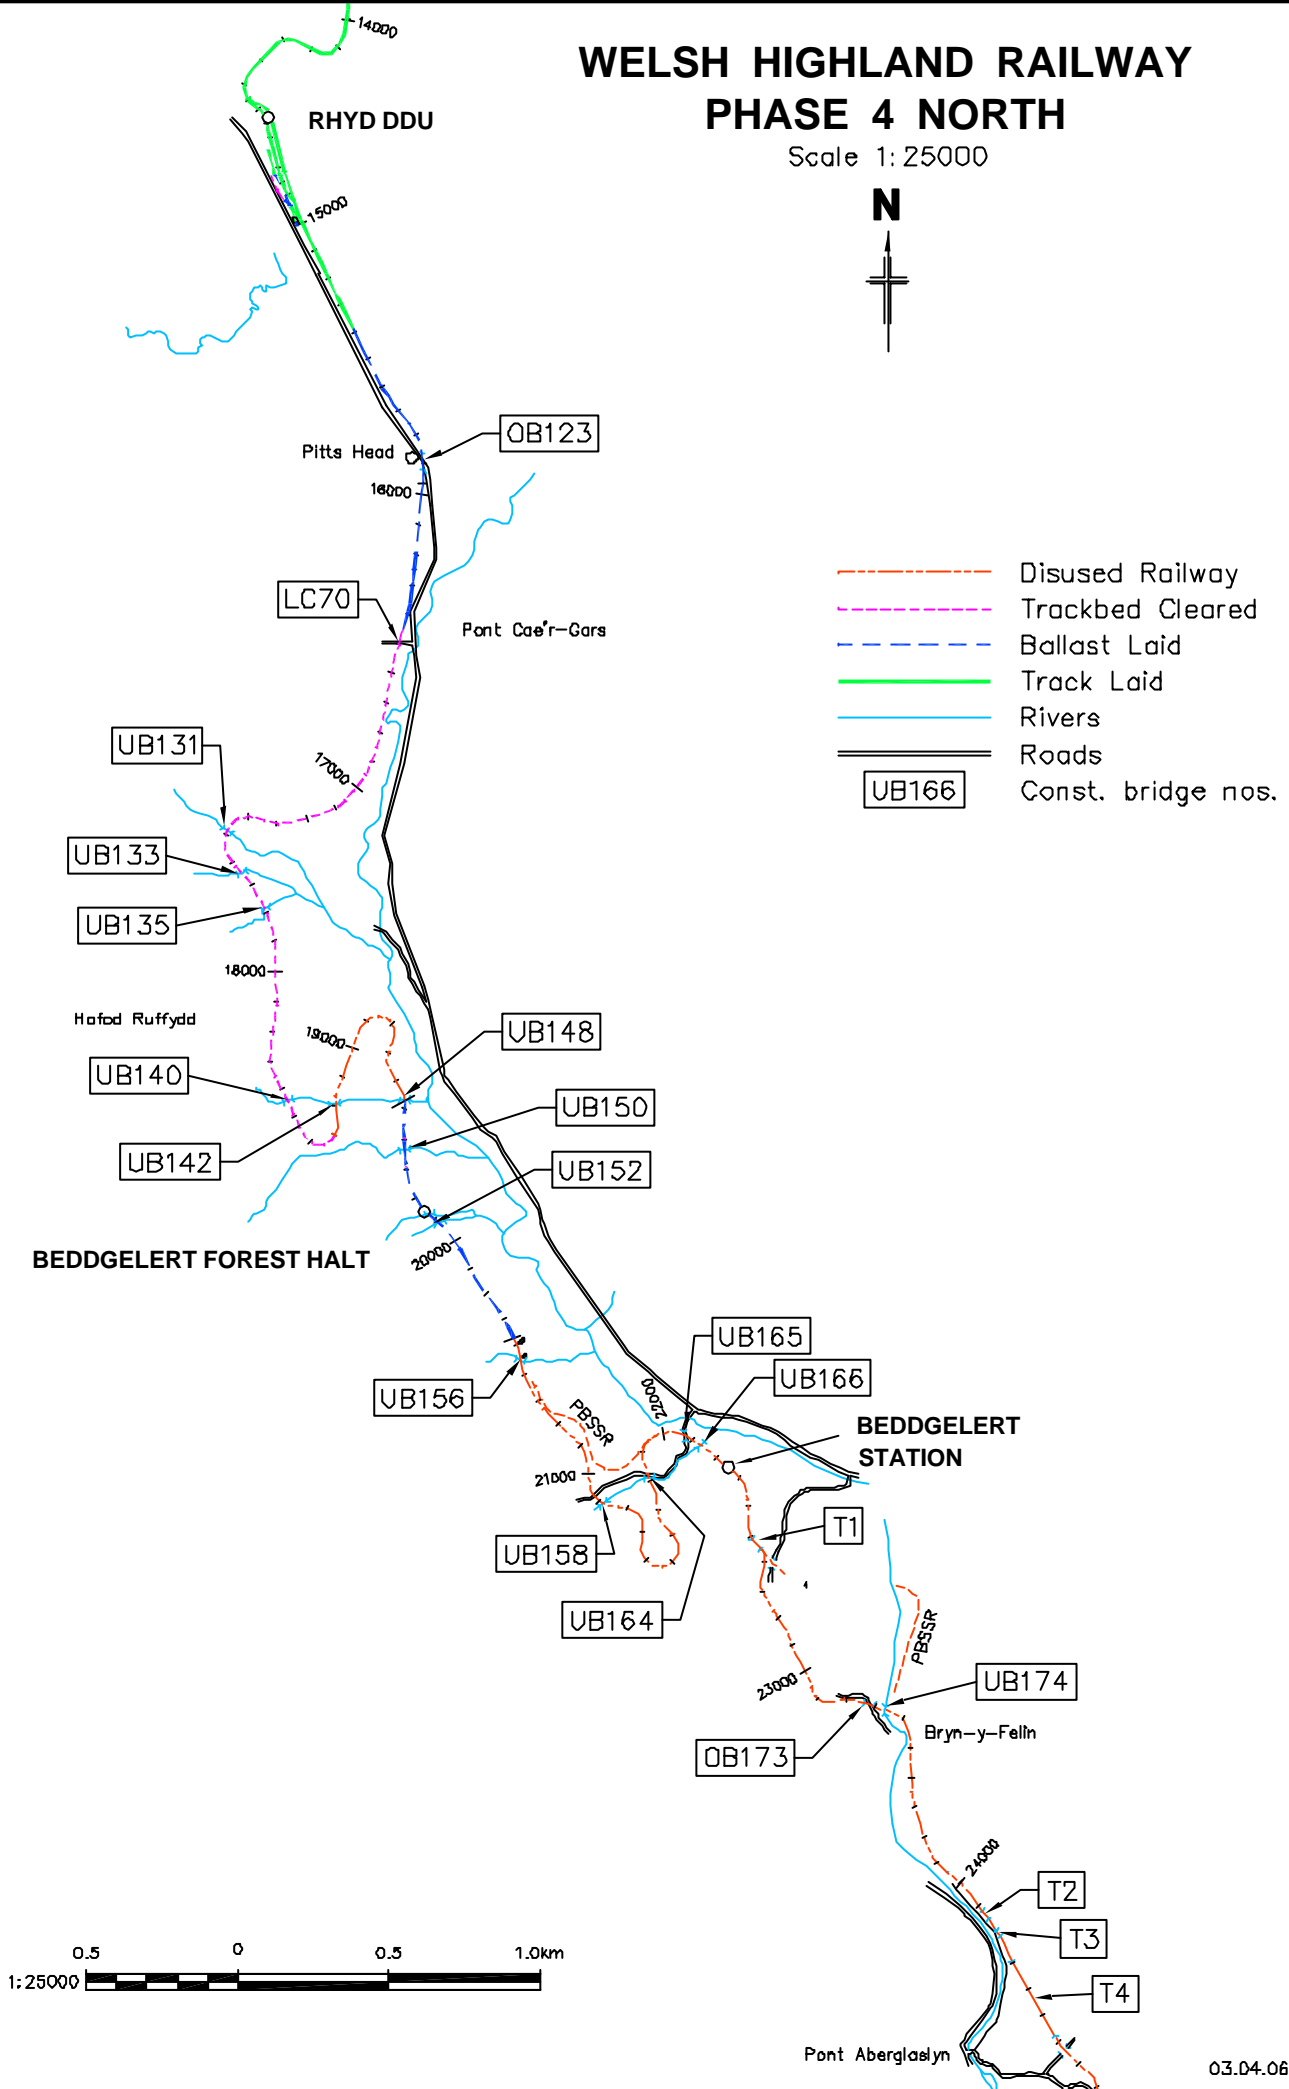 WELSH HIGHLAND RAILWAY
PHASE 4 NORTH
Scale 1:25000
N
14000
RHYD DDU
15000
OB123
Pitts Head
16000
LC70
Pont Cae'r-Gars
Disused Railway
Trackbed Cleared
Ballast Laid
Track Laid
Rivers
Roads
UB166 Const. bridge nos.
UB131
17000
UB133
UB135
18000
Hafod Ruffydd
19000
UB148
UB140
UB150
UB142
UB152
20000
BEDDGELERT FOREST HALT
UB165
UB166
UB156
22000
PBSSR
BEDDGELERT
STATION
21000
T1
UB158
UB164
PBSSR
23000
UB174
Bryn-y-Felin
OB173
24000
T2
T3
T4
0.5 0 0.5 1.0km
1:25000
Pont Aberglaslyn
03.04.06